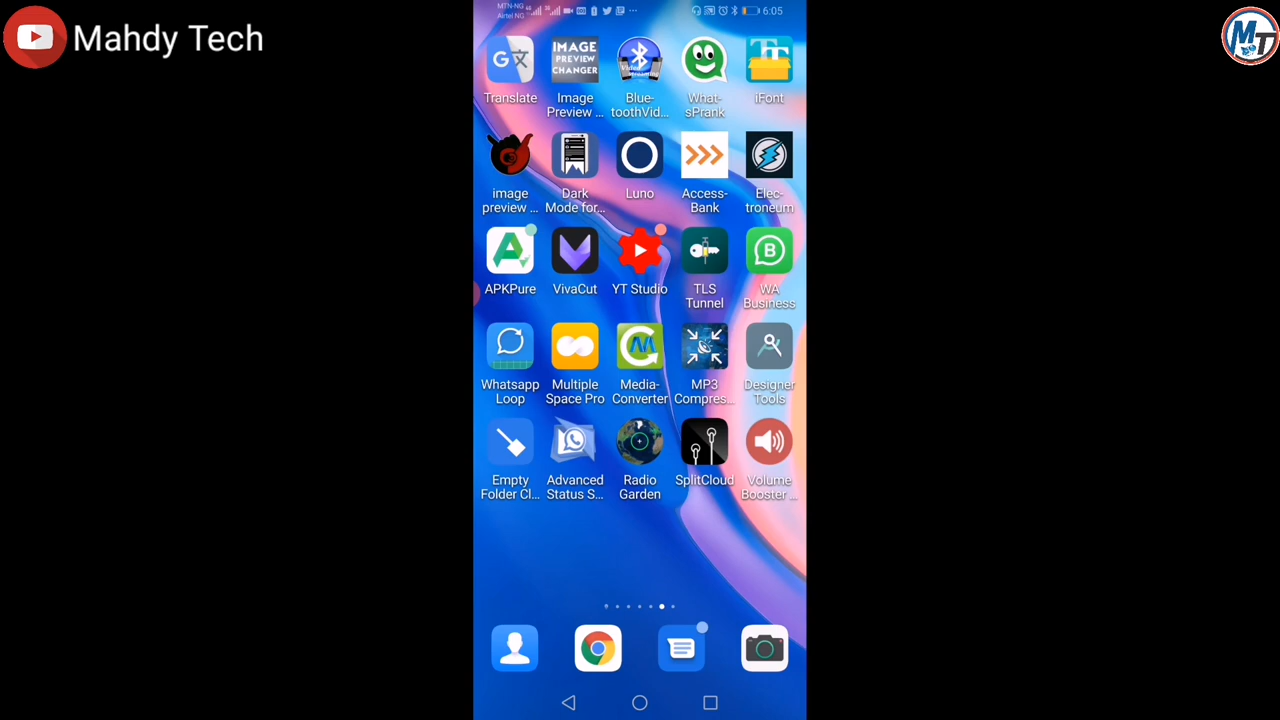 Mahdy Tech
MT
MTN-NG
Airtel NG
6:05
IMAGE
PREVIEW
CHANGER
Video
Streaming
Translate
Image
Preview ...
Blue-
toothVid...
What-
sPrank
iFont
image
preview ...
Dark
Mode for...
Luno
Access-
Bank
Elec-
troneum
APKPure
VivaCut
YT Studio
TLS
Tunnel
WA
Business
Whatsapp
Loop
Multiple
Space Pro
Media-
Converter
MP3
Compres...
Designer
Tools
Empty
Folder Cl...
Advanced
Status S...
Radio
Garden
SplitCloud
Volume
Booster ...